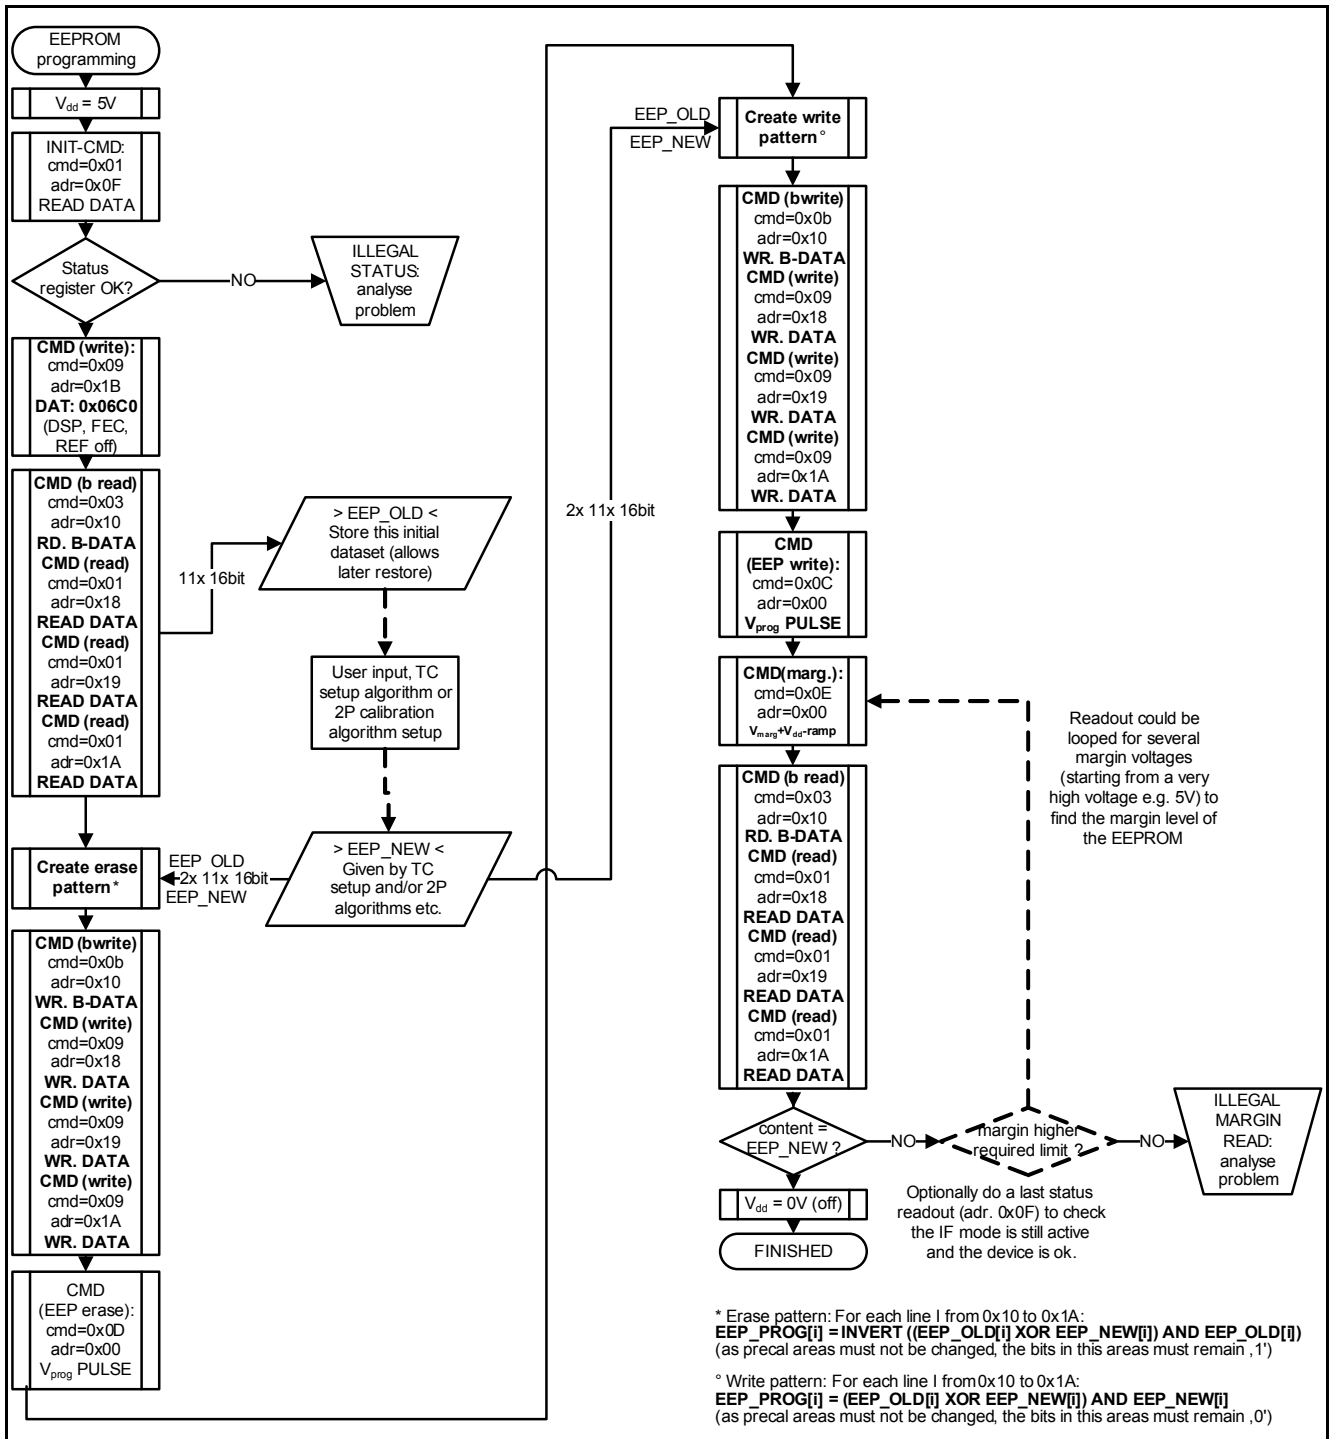 EEPROM
programming
Vdd = 5V
INIT-CMD:
cmd=0x01
adr=0x0F
READ DATA
Status
register OK?
NO
ILLEGAL
STATUS:
analyse
problem
CMD (write):
cmd=0x09
adr=0x1B
DAT: 0x06C0
(DSP, FEC,
REF off)
CMD (b read)
cmd=0x03
adr=0x10
RD. B-DATA
CMD (read)
cmd=0x01
adr=0x18
READ DATA
CMD (read)
cmd=0x01
adr=0x19
READ DATA
CMD (read)
cmd=0x01
adr=0x1A
READ DATA
11x 16bit
> EEP_OLD <
Store this initial
dataset (allows
later restore)
User input, TC
setup algorithm or
2P calibration
algorithm setup
> EEP_NEW <
Given by TC
setup and/or 2P
algorithms etc.
EEP_OLD
2x 11x 16bit
EEP_NEW
Create erase
pattern *
CMD (bwrite)
cmd=0x0b
adr=0x10
WR. B-DATA
CMD (write)
cmd=0x09
adr=0x18
WR. DATA
CMD (write)
cmd=0x09
adr=0x19
WR. DATA
CMD (write)
cmd=0x09
adr=0x1A
WR. DATA
CMD
(EEP erase):
cmd=0x0D
adr=0x00
Vprog PULSE
2x 11x 16bit
EEP_OLD
EEP_NEW
Create write
pattern °
CMD (bwrite)
cmd=0x0b
adr=0x10
WR. B-DATA
CMD (write)
cmd=0x09
adr=0x18
WR. DATA
CMD (write)
cmd=0x09
adr=0x19
WR. DATA
CMD (write)
cmd=0x09
adr=0x1A
WR. DATA
CMD
(EEP write):
cmd=0x0C
adr=0x00
Vprog PULSE
CMD(marg.):
cmd=0x0E
adr=0x00
Vmarg+Vdd-ramp
CMD (b read)
cmd=0x03
adr=0x10
RD. B-DATA
CMD (read)
cmd=0x01
adr=0x18
READ DATA
CMD (read)
cmd=0x01
adr=0x19
READ DATA
CMD (read)
cmd=0x01
adr=0x1A
READ DATA
Readout could be
looped for several
margin voltages
(starting from a very
high voltage e.g. 5V) to
find the margin level of
the EEPROM
content =
EEP_NEW ?
NO
margin higher
required limit ?
NO
ILLEGAL
MARGIN
READ:
analyse
problem
Vdd = 0V (off)
FINISHED
Optionally do a last status
readout (adr. 0x0F) to check
the IF mode is still active
and the device is ok.
* Erase pattern: For each line I from 0x10 to 0x1A:
EEP_PROG[i] = INVERT ((EEP_OLD[i] XOR EEP_NEW[i]) AND EEP_OLD[i])
(as precal areas must not be changed, the bits in this areas must remain ‚1')
° Write pattern: For each line I from 0x10 to 0x1A:
EEP_PROG[i] = (EEP_OLD[i] XOR EEP_NEW[i]) AND EEP_NEW[i]
(as precal areas must not be changed, the bits in this areas must remain ‚0')